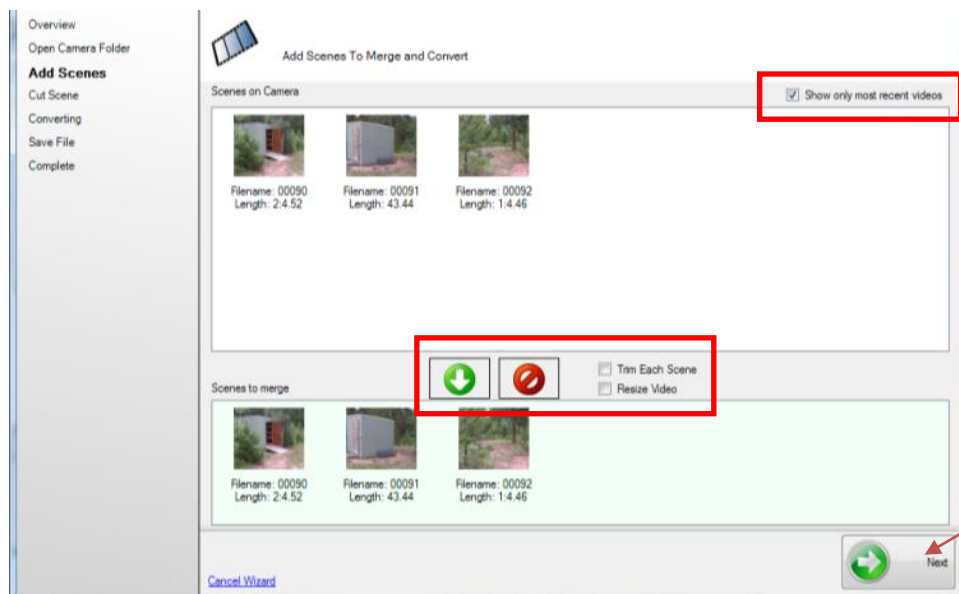 Overview
Open Camera Folder
Add Scenes
Cut Scene
Converting
Save File
Complete
Add Scenes To Merge and Convert
Scenes on Camera
Show only most recent videos
Filename: 00090
Length: 2:4.52
Filename: 00091
Length: 43.44
Filename: 00092
Length: 1:4.46
Trim Each Scene
Resize Video
Scenes to merge
Filename: 00090
Length: 2:4.52
Filename: 00091
Length: 43.44
Filename: 00092
Length: 1:4.46
Cancel Wizard
Next